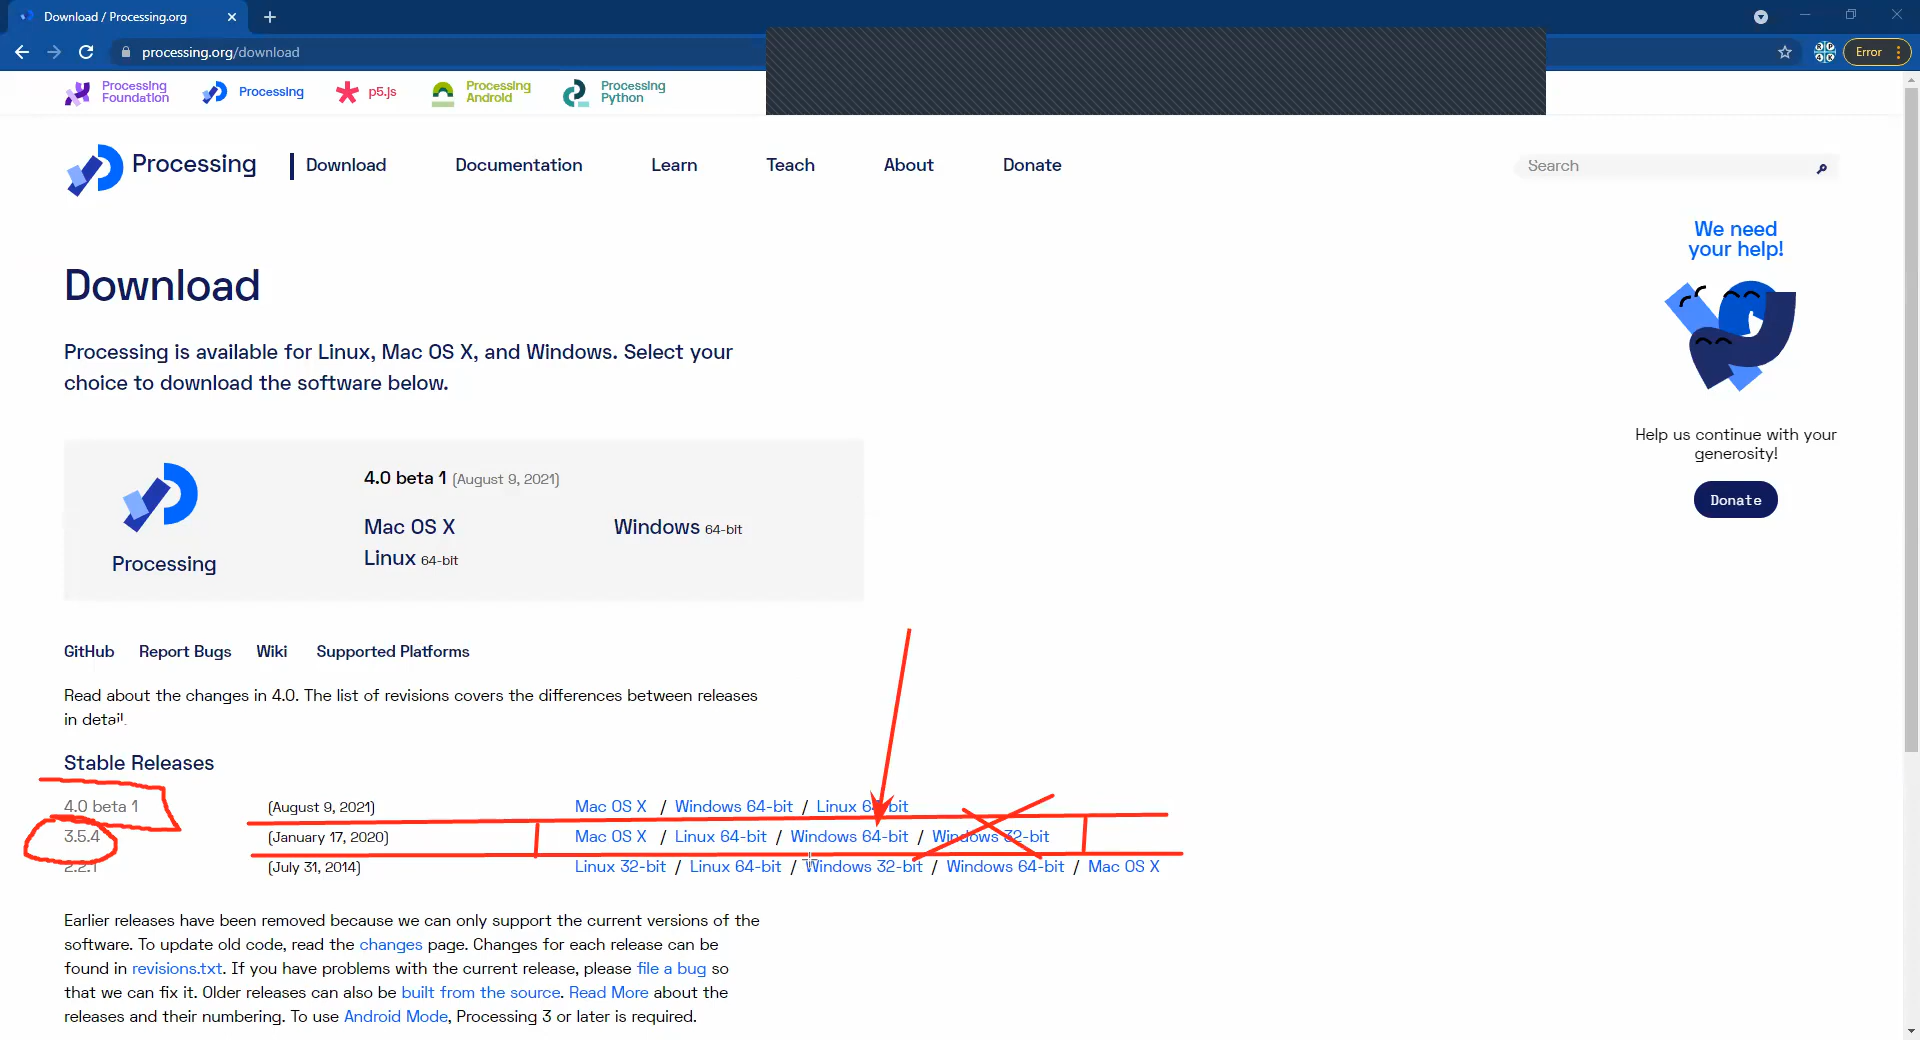 Download / Processing.org
processing.org/download
Error
Processing Foundation
Processing
p5.js
Processing Android
Processing Python
Processing
Download
Documentation
Learn
Teach
About
Donate
Search
We need
your help!
Help us continue with your
generosity!
Donate
Download
Processing is available for Linux, Mac OS X, and Windows. Select your
choice to download the software below.
Processing
4.0 beta 1 (August 9, 2021)
Mac OS X
Windows 64-bit
Linux 64-bit
GitHub Report Bugs Wiki Supported Platforms
Read about the changes in 4.0. The list of revisions covers the differences between releases
in detail.
Stable Releases
4.0 beta 1 (August 9, 2021) Mac OS X / Windows 64-bit / Linux 64-bit
3.5.4 (January 17, 2020) Mac OS X / Linux 64-bit / Windows 64-bit / Windows 32-bit
2.2.1 (July 31, 2014) Linux 32-bit / Linux 64-bit / Windows 32-bit / Windows 64-bit / Mac OS X
Earlier releases have been removed because we can only support the current versions of the
software. To update old code, read the changes page. Changes for each release can be
found in revisions.txt. If you have problems with the current release, please file a bug so
that we can fix it. Older releases can also be built from the source. Read More about the
releases and their numbering. To use Android Mode, Processing 3 or later is required.